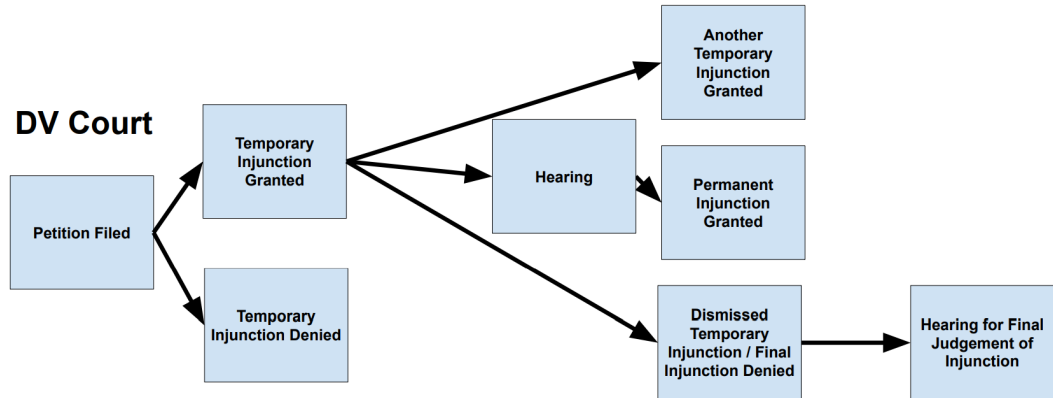 DV Court
Petition Filed
Temporary
Injunction
Granted
Temporary
Injunction Denied
Another
Temporary
Injunction
Granted
Hearing
Permanent
Injunction
Granted
Dismissed
Temporary
Injunction / Final
Injunction Denied
Hearing for Final
Judgement of
Injunction